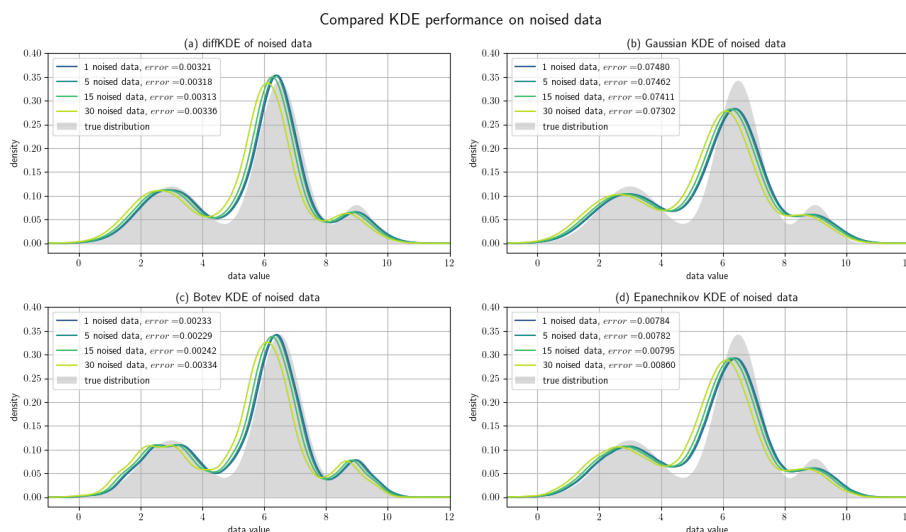 Compared KDE performance on noised data
(a) diffKDE of noised data
0.40
0.35
0.30
0.25
0.20
0.15
0.10
0.05
0.00
density
1 noised data, error =0.00321
5 noised data, error =0.00318
15 noised data, error =0.00313
30 noised data, error =0.00336
true distribution
0 2 4 6 8 10 12
data value
(b) Gaussian KDE of noised data
0.40
0.35
0.30
0.25
0.20
0.15
0.10
0.05
0.00
density
1 noised data, error =0.07480
5 noised data, error =0.07462
15 noised data, error =0.07411
30 noised data, error =0.07302
true distribution
0 2 4 6 8 10 12
data value
(c) Botev KDE of noised data
0.40
0.35
0.30
0.25
0.20
0.15
0.10
0.05
0.00
density
1 noised data, error =0.00233
5 noised data, error =0.00229
15 noised data, error =0.00242
30 noised data, error =0.00334
true distribution
0 2 4 6 8 10 12
data value
(d) Epanechnikov KDE of noised data
0.40
0.35
0.30
0.25
0.20
0.15
0.10
0.05
0.00
density
1 noised data, error =0.00784
5 noised data, error =0.00782
15 noised data, error =0.00795
30 noised data, error =0.00860
true distribution
0 2 4 6 8 10 12
data value